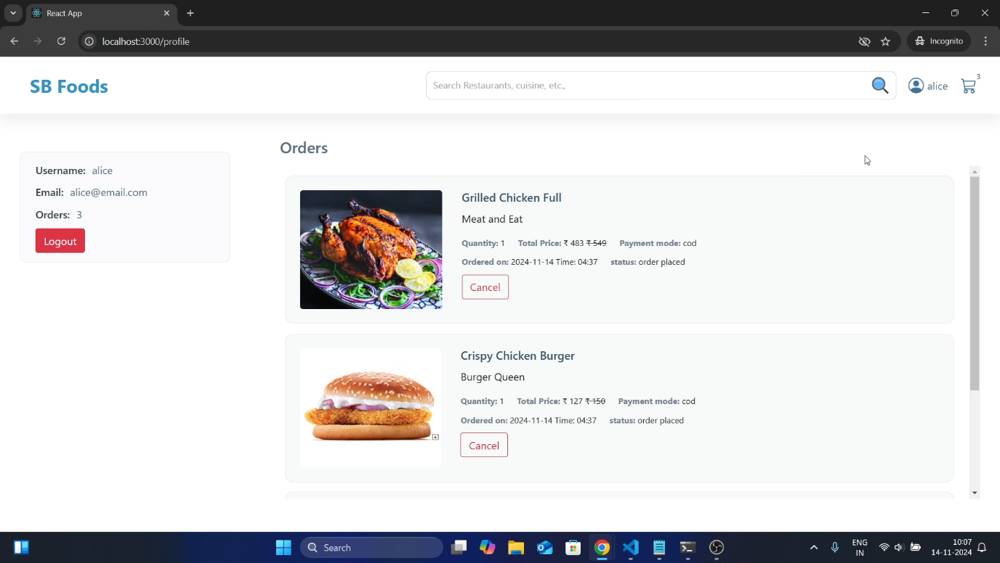 React App
localhost:3000/profile
Incognito
SB Foods
Search Restaurants, cuisine, etc.,
alice
3
Orders
Username: alice
Email: alice@email.com
Orders: 3
Logout
Grilled Chicken Full
Meat and Eat
Quantity: 1 Total Price: ₹ 483 ₹ 549 Payment mode: cod
Ordered on: 2024-11-14 Time: 04:37 status: order placed
Cancel
Crispy Chicken Burger
Burger Queen
Quantity: 1 Total Price: ₹ 127 ₹ 150 Payment mode: cod
Ordered on: 2024-11-14 Time: 04:37 status: order placed
Cancel
Search
ENG
IN
10:07
14-11-2024